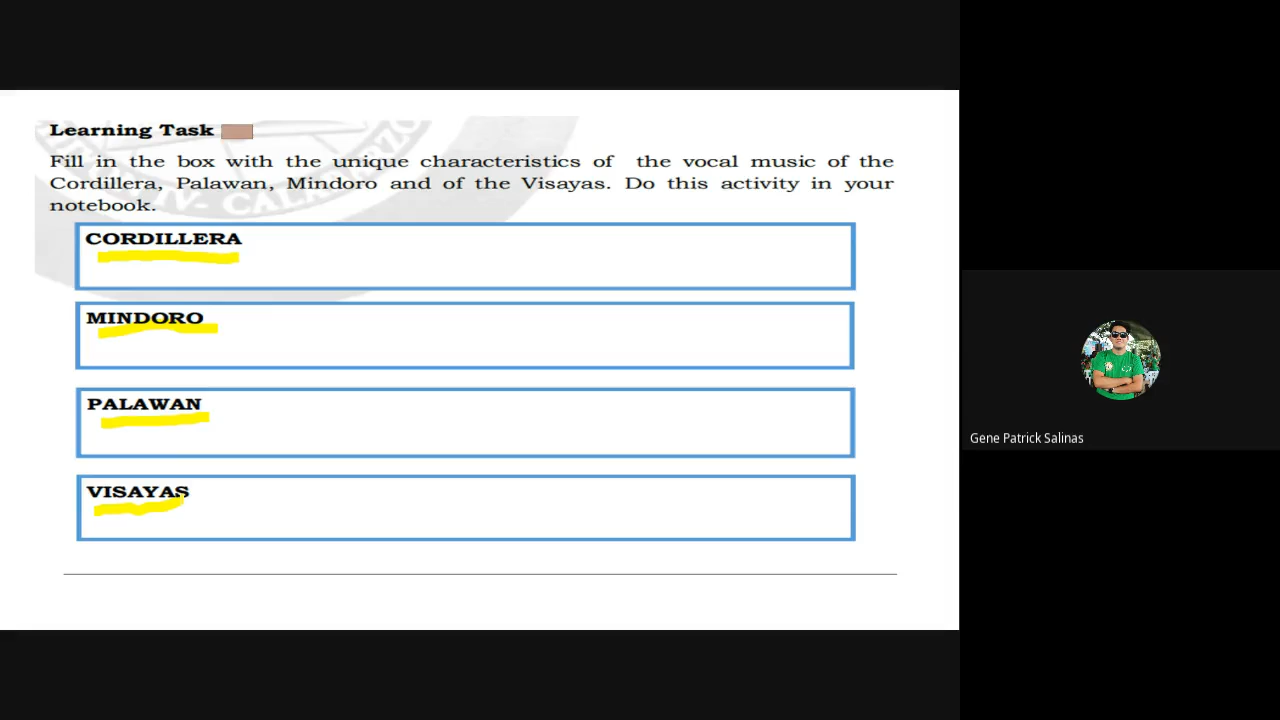 Learning Task
Fill in the box with the unique characteristics of the vocal music of the
Cordillera, Palawan, Mindoro and of the Visayas. Do this activity in your
notebook.
CORDILLERA
MINDORO
PALAWAN
VISAYAS
Gene Patrick Salinas